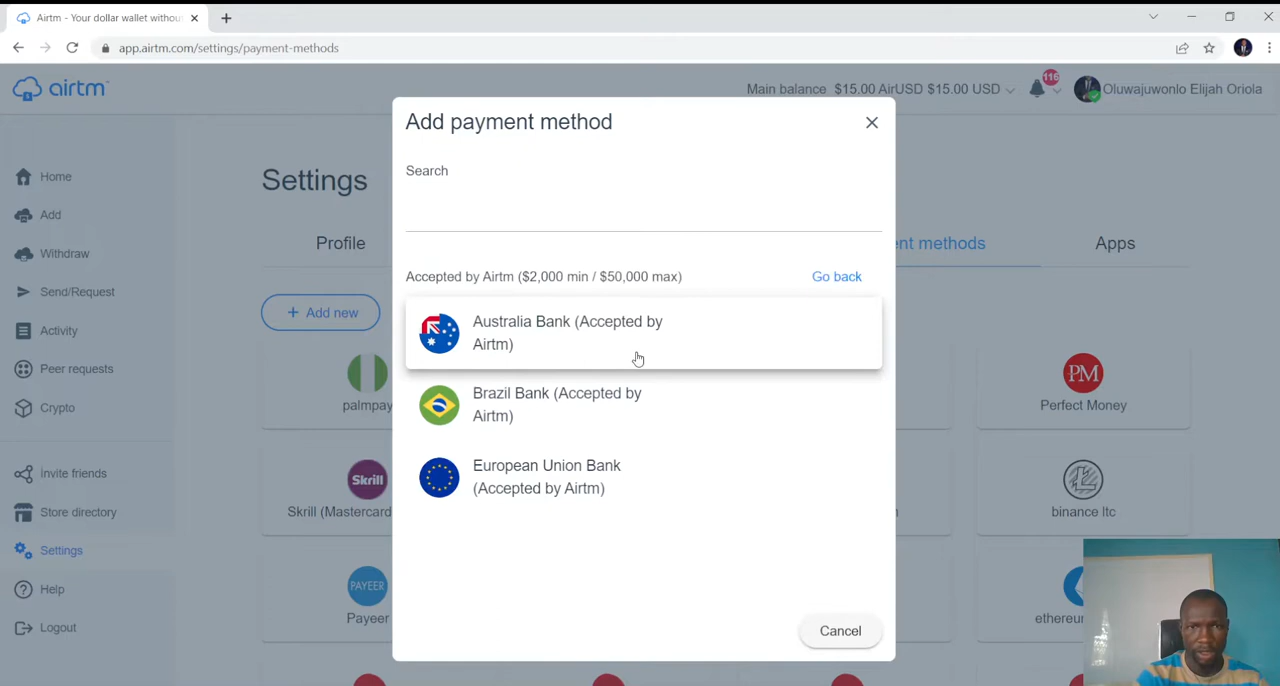 Airtm - Your dollar wallet withou
app.airtm.com/settings/payment-methods
airtm
Main balance $15.00 AirUSD $15.00 USD
116
Oluwajuwonlo Elijah Oriola
Home
Add
Withdraw
Send/Request
Activity
Peer requests
Crypto
Invite friends
Store directory
Settings
Help
Logout
Settings
Profile
ent methods
Apps
+ Add new
palmpay
PM
Perfect Money
Skrill
Skrill (Mastercard
binance ltc
PAYEER
Payeer
ethereu
Add payment method
Search
Accepted by Airtm ($2,000 min / $50,000 max)
Go back
Australia Bank (Accepted by
Airtm)
Brazil Bank (Accepted by
Airtm)
European Union Bank
(Accepted by Airtm)
Cancel